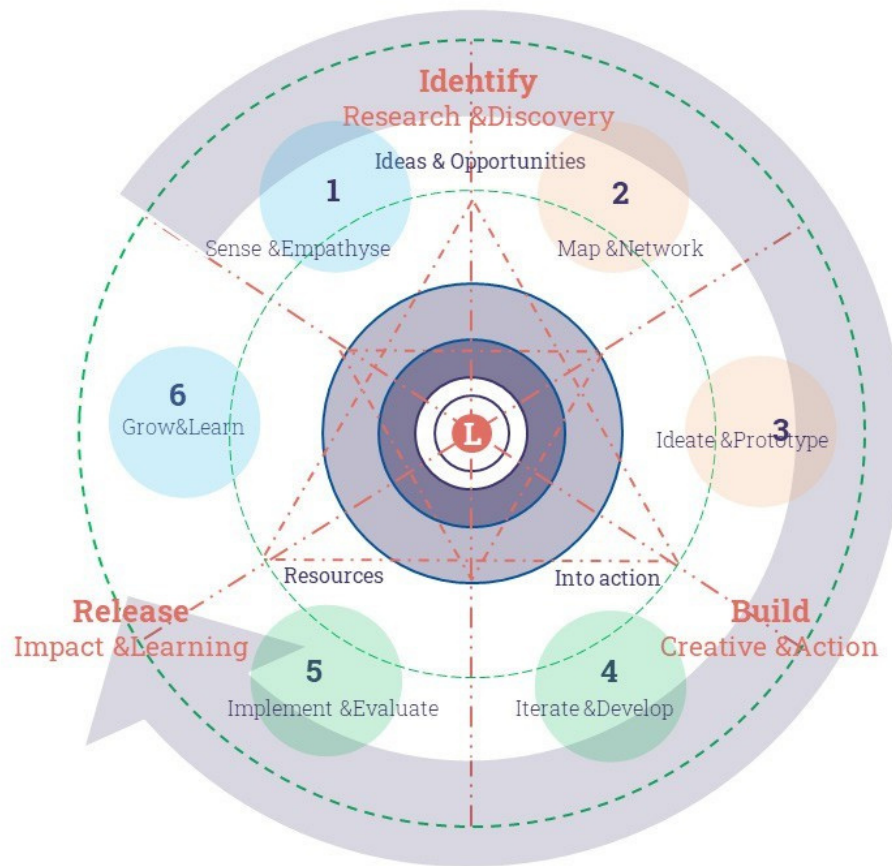 Identify
Research &Discovery
Ideas & Opportunities
1
Sense &Empathyse
2
Map &Network
6
Grow&Learn
L
3
Ideate &Prototype
Resources
Into action
Release
Impact &Learning
Build
Creative &Action
5
Implement &Evaluate
4
Iterate &Develop